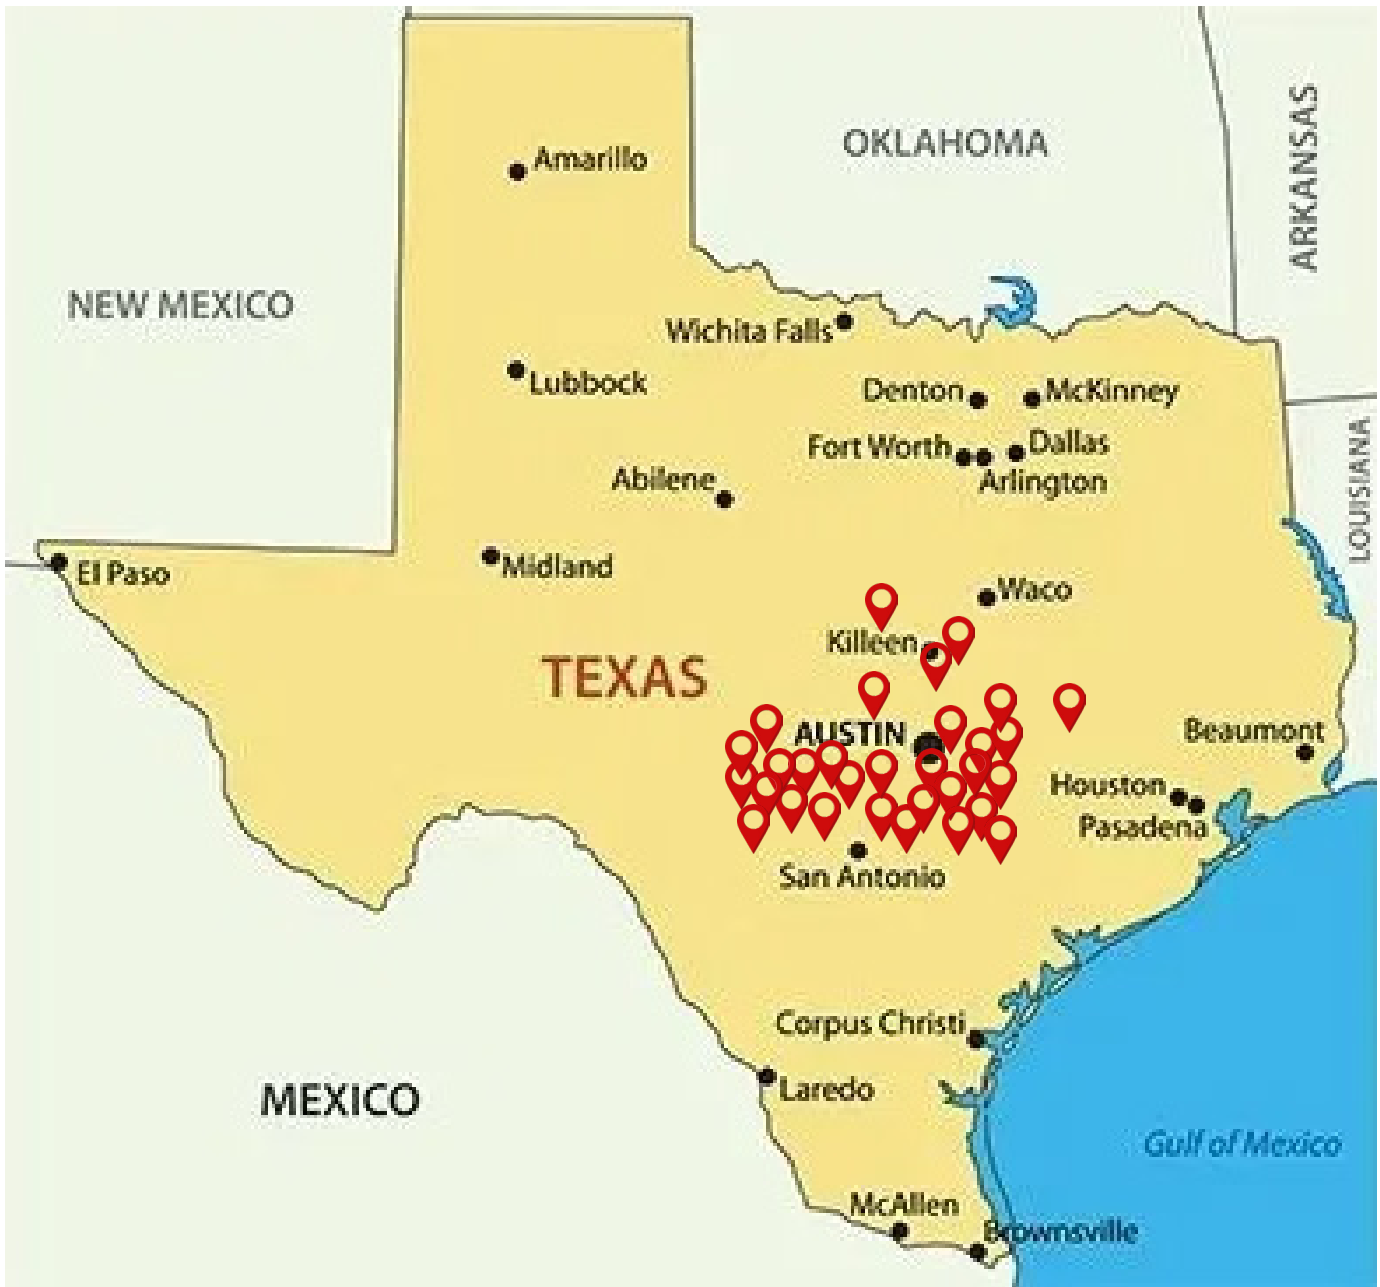 Amarillo
OKLAHOMA
ARKANSAS
NEW MEXICO
Wichita Falls
Lubbock
Denton
McKinney
Fort Worth
Dallas
Arlington
Abilene
LOUISIANA
El Paso
Midland
Waco
Killeen
TEXAS
AUSTIN
Beaumont
Houston
Pasadena
San Antonio
Corpus Christi
Laredo
MEXICO
Gulf of Mexico
McAllen
Brownsville